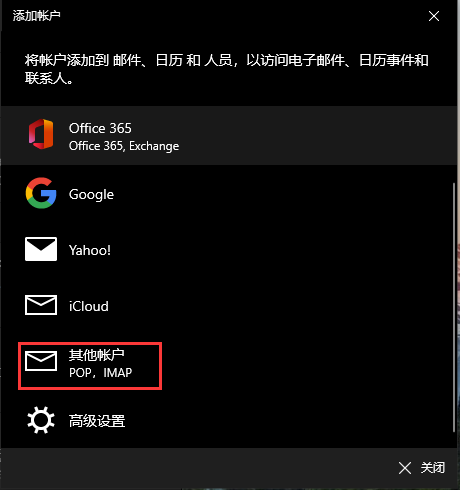 添加帐户
将帐户添加到 邮件、日历 和 人员，以访问电子邮件、日历事件和
联系人。
Office 365
Office 365, Exchange
Google
Yahoo!
iCloud
其他帐户
POP，IMAP
高级设置
关闭